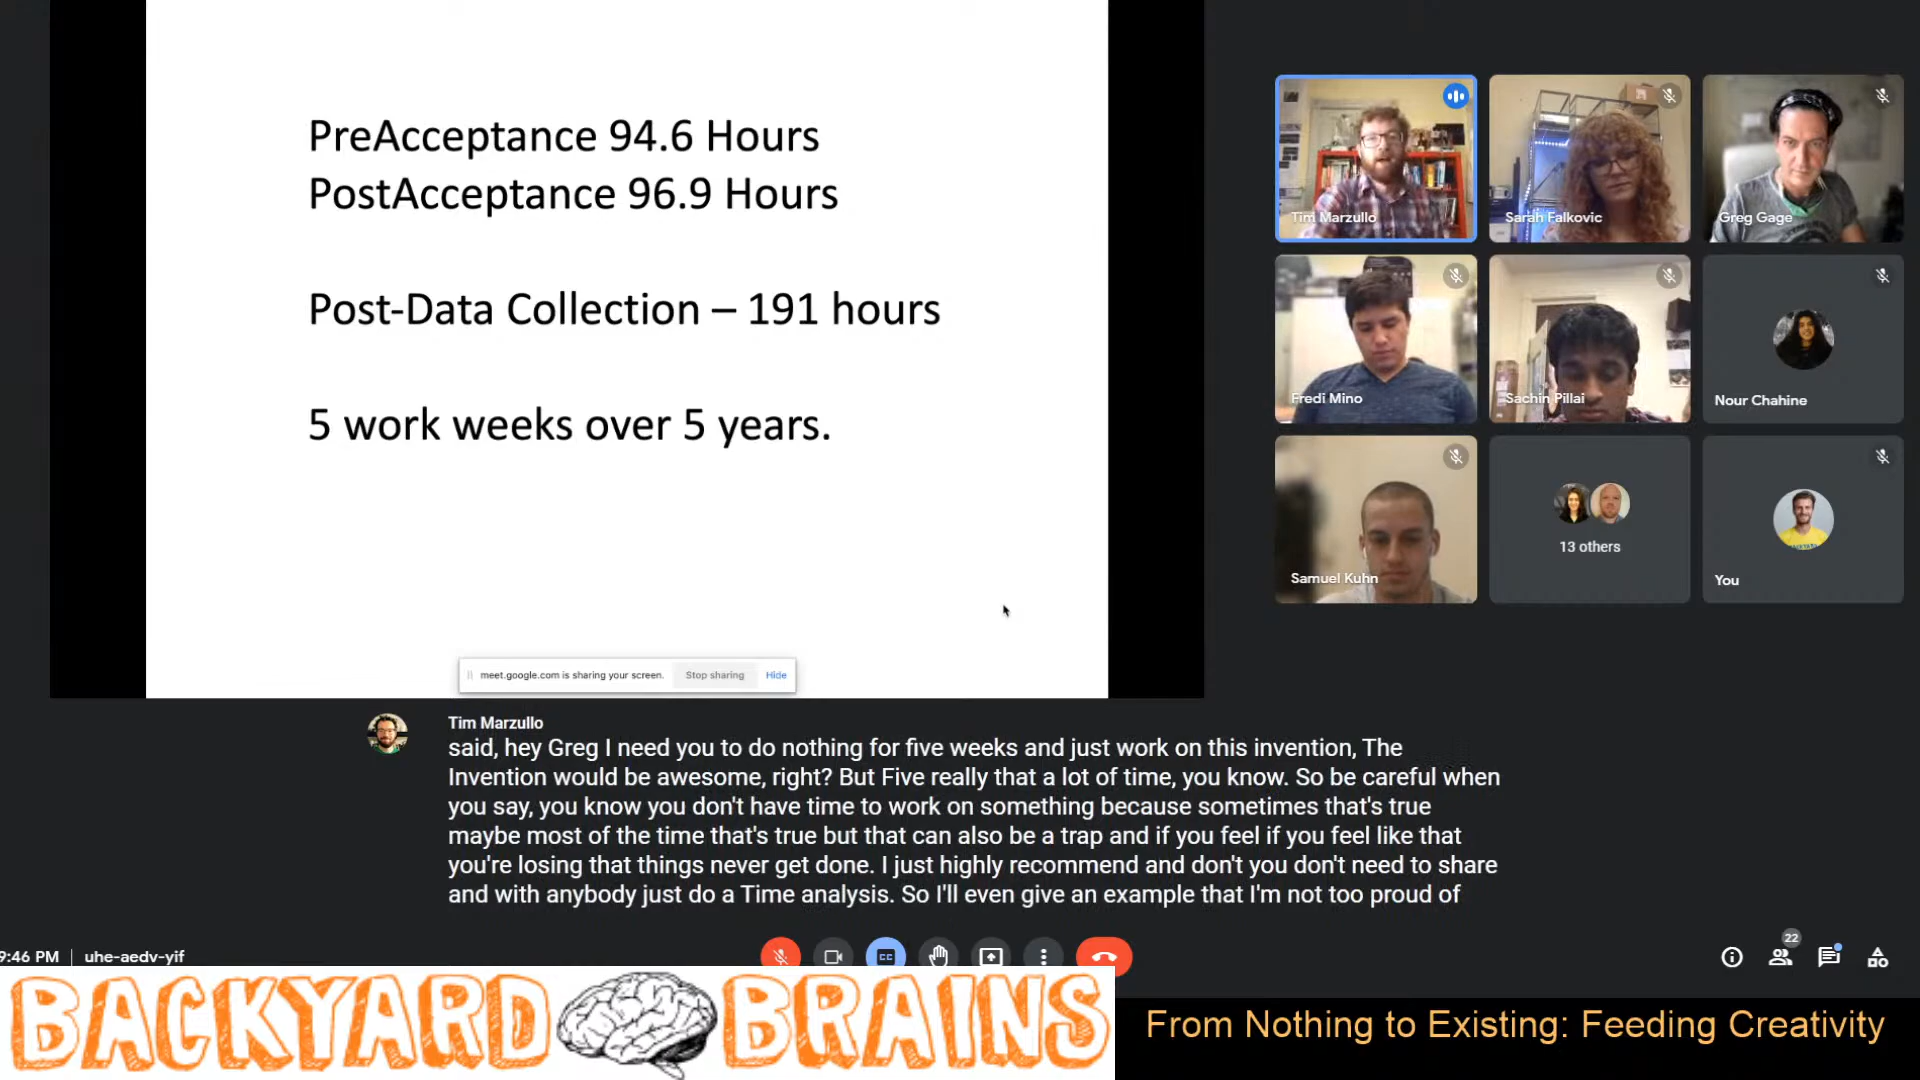 PreAcceptance 94.6 Hours
PostAcceptance 96.9 Hours
Post-Data Collection – 191 hours
5 work weeks over 5 years.
meet.google.com is sharing your screen. Stop sharing Hide
Tim Marzullo
Sarah Falkovic
Greg Gage
Fredi Mino
Sachin Pillai
Nour Chahine
Samuel Kuhn
13 others
You
Tim Marzullo
said, hey Greg I need you to do nothing for five weeks and just work on this invention, The
Invention would be awesome, right? But Five really that a lot of time, you know. So be careful when
you say, you know you don't have time to work on something because sometimes that's true
maybe most of the time that's true but that can also be a trap and if you feel if you feel like that
you're losing that things never get done. I just highly recommend and don't you don't need to share
and with anybody just do a Time analysis. So I'll even give an example that I'm not too proud of
9:46 PM | uhe-aedv-yif
CC
22
BACKYARD BRAINS
From Nothing to Existing: Feeding Creativity